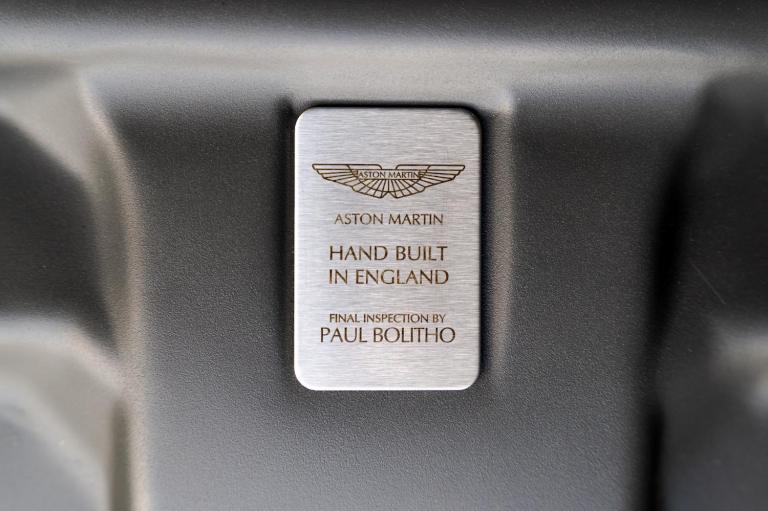 ASTON MARTIN
ASTON MARTIN
HAND BUILT
IN ENGLAND
FINAL INSPECTION BY
PAUL BOLITHO